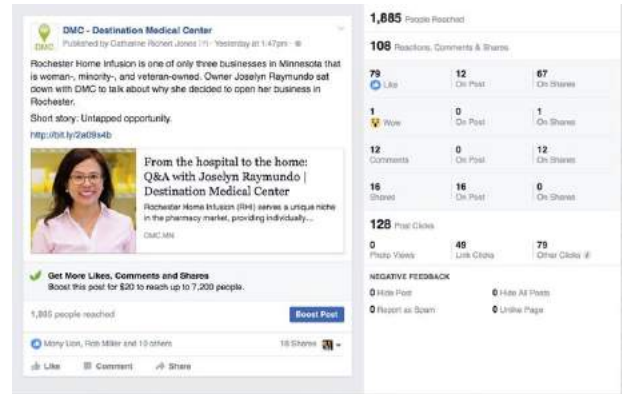 DMC - Destination Medical Center
Published by Catherine Richert Jones · Yesterday at 1:47pm ·
Rochester Home Infusion is one of only three businesses in Minnesota that
is woman-, minority-, and veteran-owned. Owner Joselyn Raymundo sat
down with DMC to talk about why she decided to open her business in
Rochester.
Short story: Untapped opportunity.
From the hospital to the home:
Q&A with Joselyn Raymundo |
Destination Medical Center
Rochester Home Infusion (RHI) serves a unique niche
in the pharmacy market, providing individually...
DMC.MN
Get More Likes, Comments and Shares
Boost this post for $20 to reach up to 7,200 people.
1,885 people reached
Boost Post
Mony Lion, Rob Miller and 10 others
16 Shares
Like
Comment
Share
1,885 People Reached
108 Reactions, Comments & Shares
79 12 67
Like On Post On Shares
1 0 1
Wow On Post On Shares
12 0 12
Comments On Post On Shares
16 16 0
Shares On Post On Shares
128 Post Clicks
0 49 79
Photo Views Link Clicks Other Clicks
NEGATIVE FEEDBACK
0 Hide Post 0 Hide All Posts
0 Report as Spam 0 Unlike Page